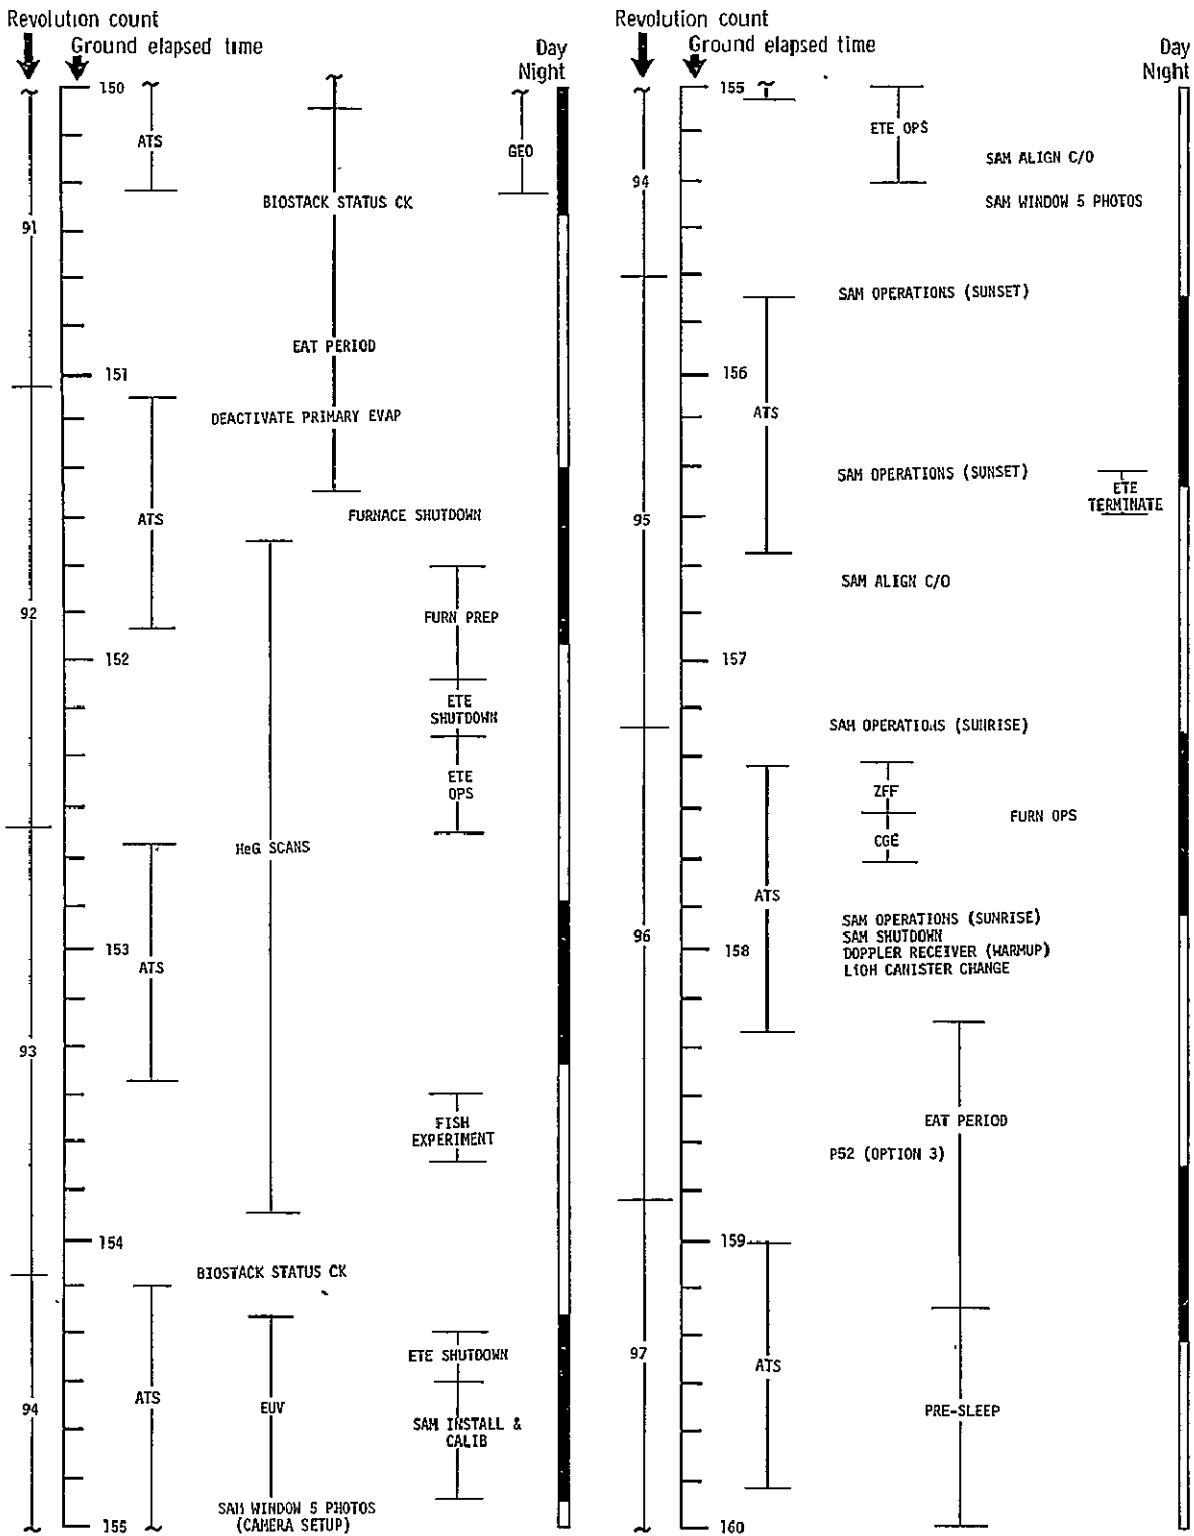 Revolution count
Ground elapsed time
Day
Night
150
ATS
GEO
BIOSTACK STATUS CK
91
EAT PERIOD
151
DEACTIVATE PRIMARY EVAP
FURNACE SHUTDOWN
ATS
92
FURN PREP
152
ETE
SHUTDOWN
ETE
OPS
HeG SCANS
153
ATS
93
FISH
EXPERIMENT
154
BIOSTACK STATUS CK
ETE SHUTDOWN
ATS
94
EUV
SAM INSTALL &
CALIB
SAM WINDOW 5 PHOTOS
(CAMERA SETUP)
155
Revolution count
Ground elapsed time
Day
Night
155
ETE OPS
SAM ALIGN C/O
94
SAM WINDOW 5 PHOTOS
SAM OPERATIONS (SUNSET)
156
ATS
SAM OPERATIONS (SUNSET)
ETE
TERMINATE
95
SAM ALIGN C/O
157
SAM OPERATIONS (SUNRISE)
ZFF
FURN OPS
CGE
ATS
SAM OPERATIONS (SUNRISE)
96
SAM SHUTDOWN
158
DOPPLER RECEIVER (WARMUP)
LiOH CANISTER CHANGE
EAT PERIOD
P52 (OPTION 3)
159
97
ATS
PRE-SLEEP
160